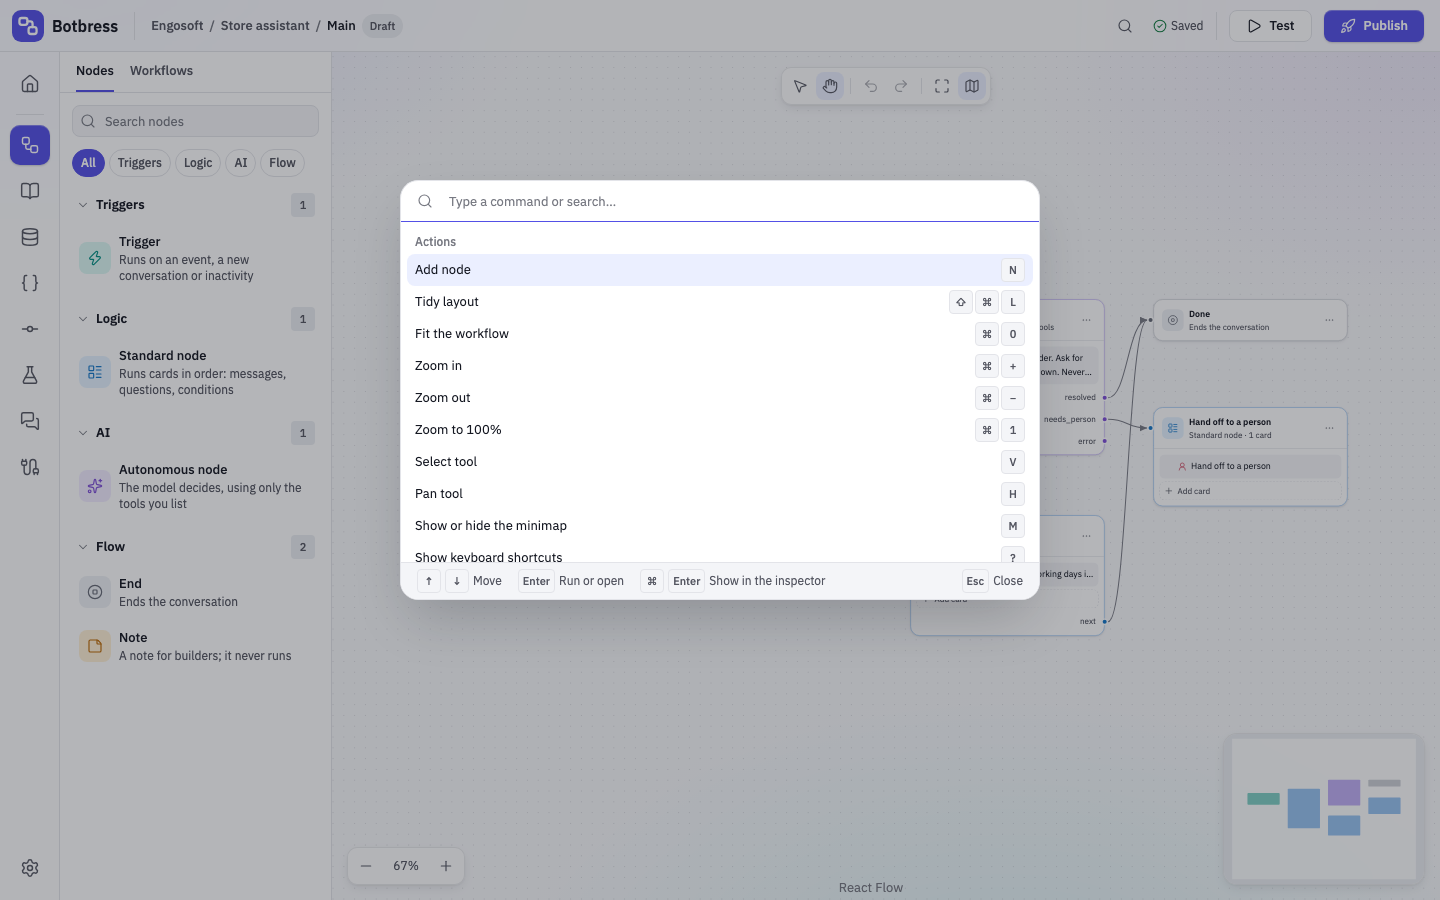 Botbress
Engosoft / Store assistant / Main Draft
Saved
Test
Publish
Nodes Workflows
Search nodes
All Triggers Logic AI Flow
Triggers 1
Trigger
Runs on an event, a new
conversation or inactivity
Logic 1
Standard node
Runs cards in order: messages,
questions, conditions
AI 1
Autonomous node
The model decides, using only the
tools you list
Flow 2
End
Ends the conversation
Note
A note for builders; it never runs
Type a command or search...
Actions
Add node N
Tidy layout ⇧ ⌘ L
Fit the workflow ⌘ 0
Zoom in ⌘ +
Zoom out ⌘ −
Zoom to 100% ⌘ 1
Select tool V
Pan tool H
Show or hide the minimap M
Show keyboard shortcuts ?
↑ ↓ Move Enter Run or open ⌘ Enter Show in the inspector Esc Close
resolved
needs_person
error
next
Done
Ends the conversation
Hand off to a person
Standard node · 1 card
Hand off to a person
+ Add card
− 67% +
React Flow